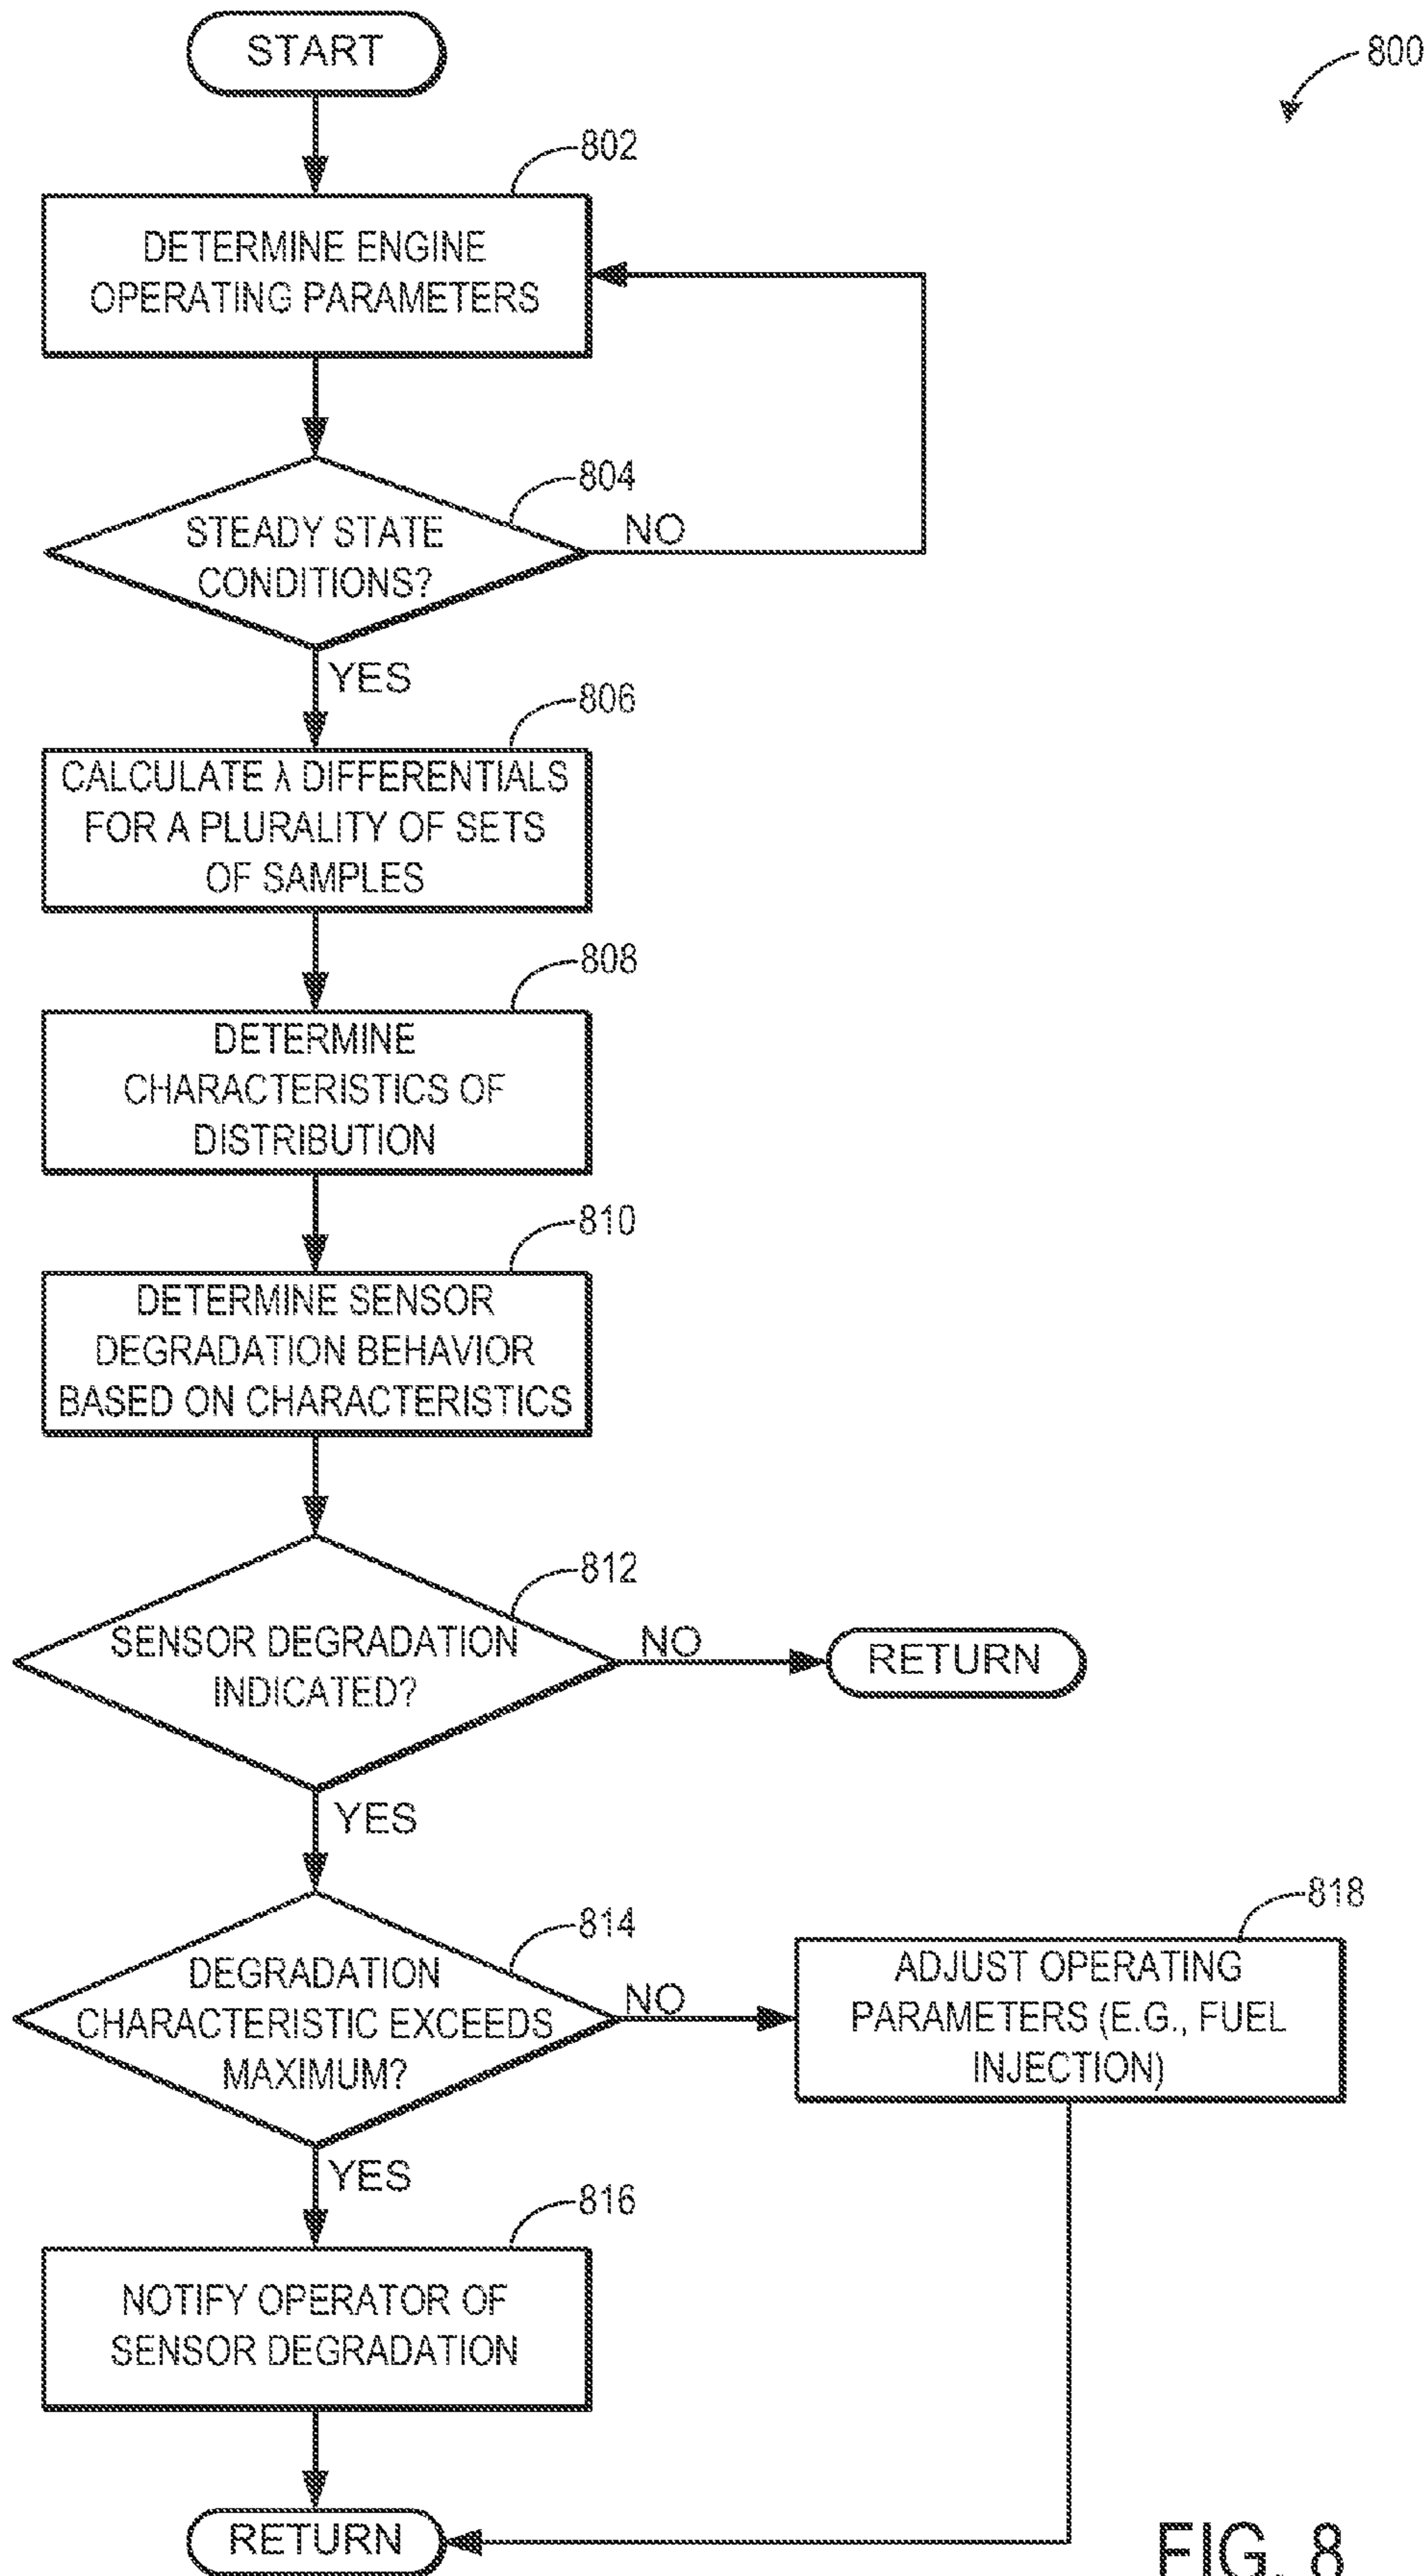 START
800
802
DETERMINE ENGINE
OPERATING PARAMETERS
804
STEADY STATE
CONDITIONS?
NO
YES
806
CALCULATE λ DIFFERENTIALS
FOR A PLURALITY OF SETS
OF SAMPLES
808
DETERMINE
CHARACTERISTICS OF
DISTRIBUTION
810
DETERMINE SENSOR
DEGRADATION BEHAVIOR
BASED ON CHARACTERISTICS
812
SENSOR DEGRADATION
INDICATED?
NO
RETURN
YES
814
DEGRADATION
CHARACTERISTIC EXCEEDS
MAXIMUM?
NO
818
ADJUST OPERATING
PARAMETERS (E.G., FUEL
INJECTION)
YES
816
NOTIFY OPERATOR OF
SENSOR DEGRADATION
RETURN
FIG. 8